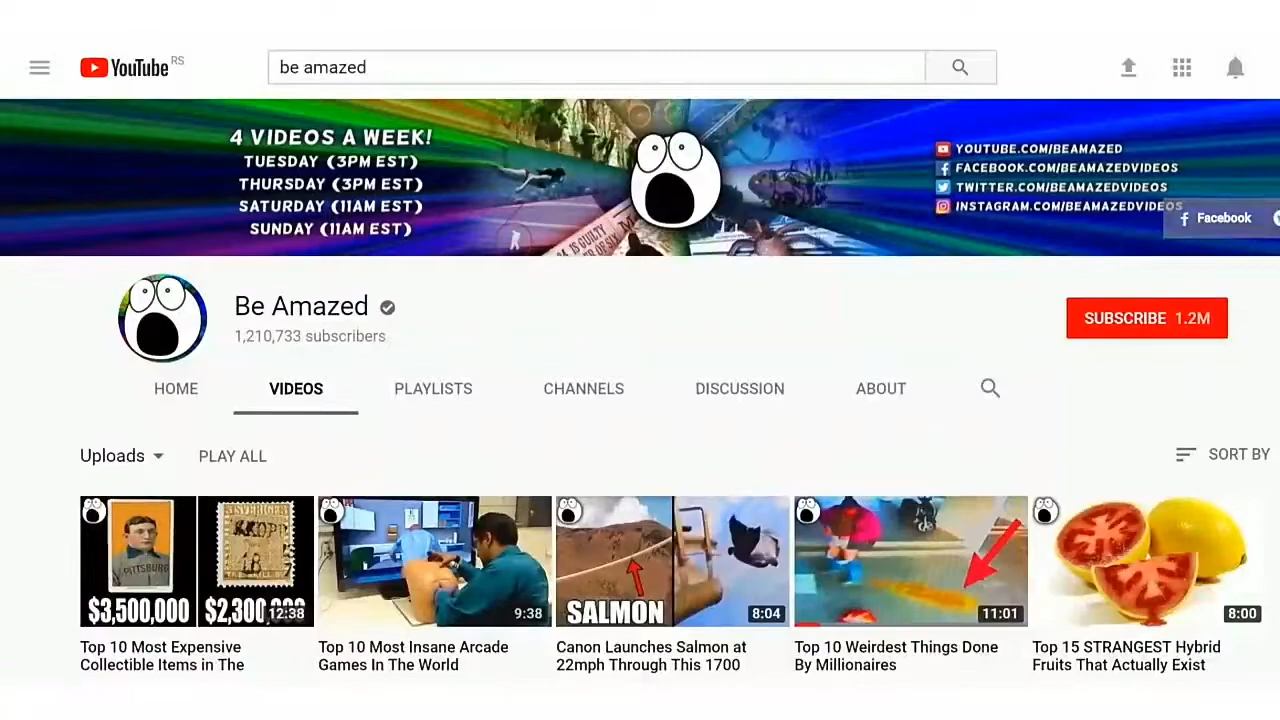 YouTube RS
be amazed
4 VIDEOS A WEEK!
TUESDAY (3PM EST)
THURSDAY (3PM EST)
SATURDAY (11AM EST)
SUNDAY (11AM EST)
IS GUILTY
OF SIX
YOUTUBE.COM/BEAMAZED
FACEBOOK.COM/BEAMAZEDVIDEOS
TWITTER.COM/BEAMAZEDVIDEOS
INSTAGRAM.COM/BEAMAZEDVIDEOS
Facebook
Be Amazed
1,210,733 subscribers
SUBSCRIBE 1.2M
HOME VIDEOS PLAYLISTS CHANNELS DISCUSSION ABOUT
Uploads PLAY ALL SORT BY
PITTSBURG
$3,500,000
SVERIGES
$2,300,000
12:38
9:38
SALMON
8:04
11:01
8:00
Top 10 Most Expensive
Collectible Items in The
Top 10 Most Insane Arcade
Games In The World
Canon Launches Salmon at
22mph Through This 1700
Top 10 Weirdest Things Done
By Millionaires
Top 15 STRANGEST Hybrid
Fruits That Actually Exist